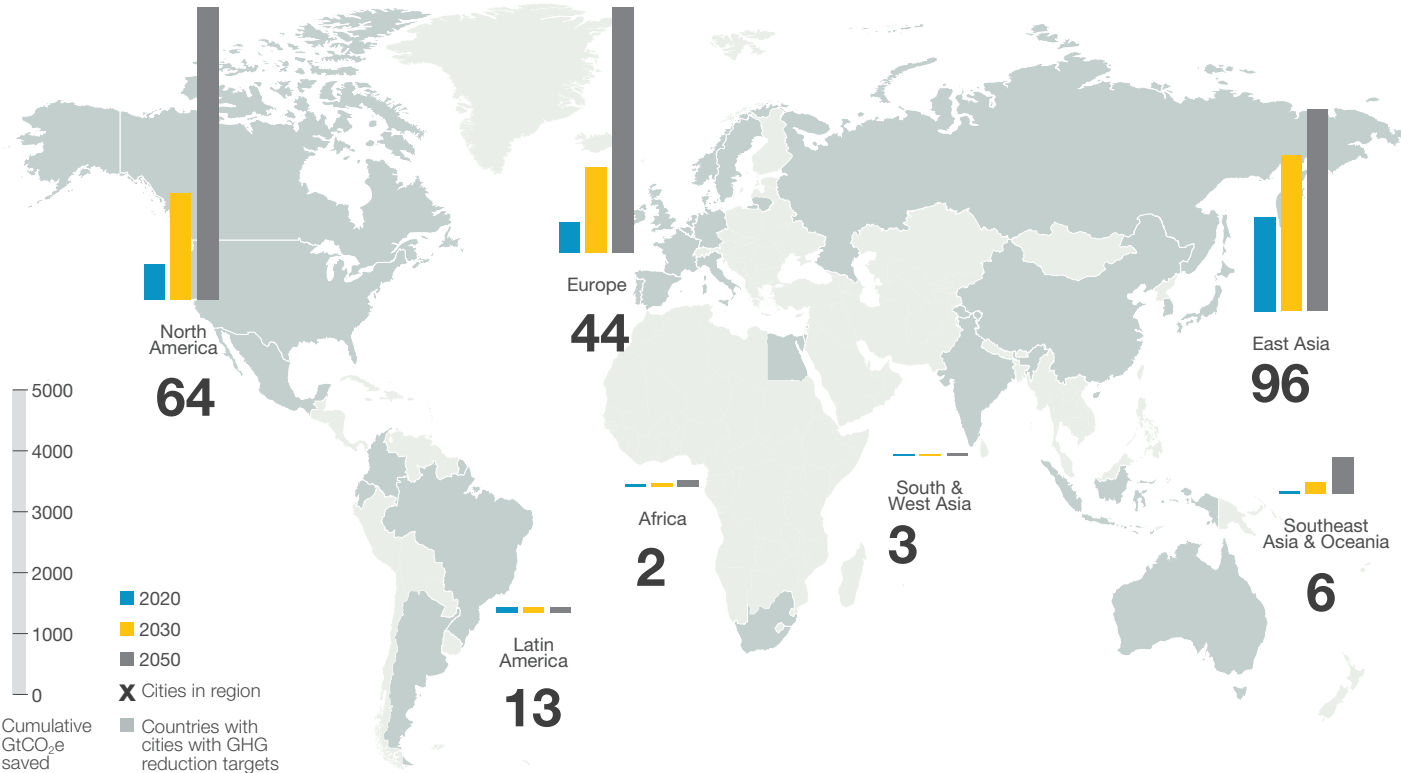 North
America
64
Europe
44
East Asia
96
5000
4000
3000
2000
1000
0
Cumulative
GtCO₂e
saved
2020
2030
2050
X Cities in region
Countries with
cities with GHG
reduction targets
Latin
America
13
Africa
2
South &
West Asia
3
Southeast
Asia & Oceania
6